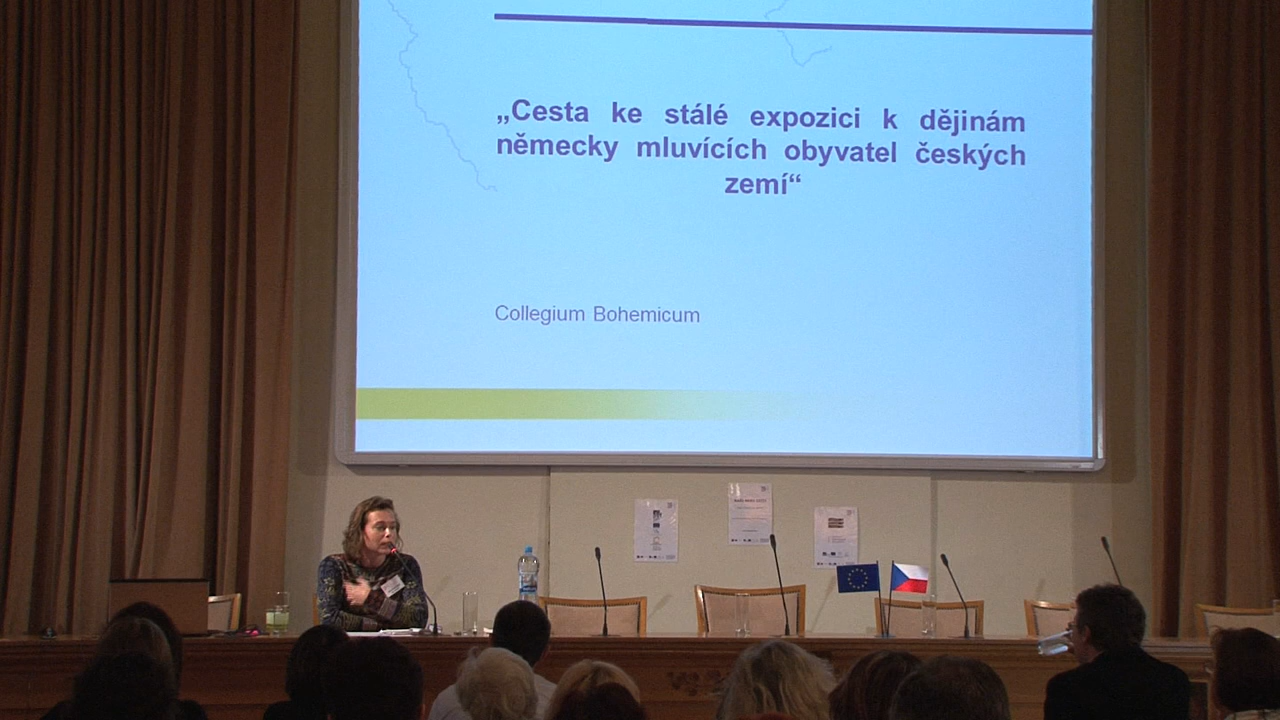 „Cesta ke stálé expozici k dějinám
německy mluvících obyvatel českých
zemí“
Collegium Bohemicum